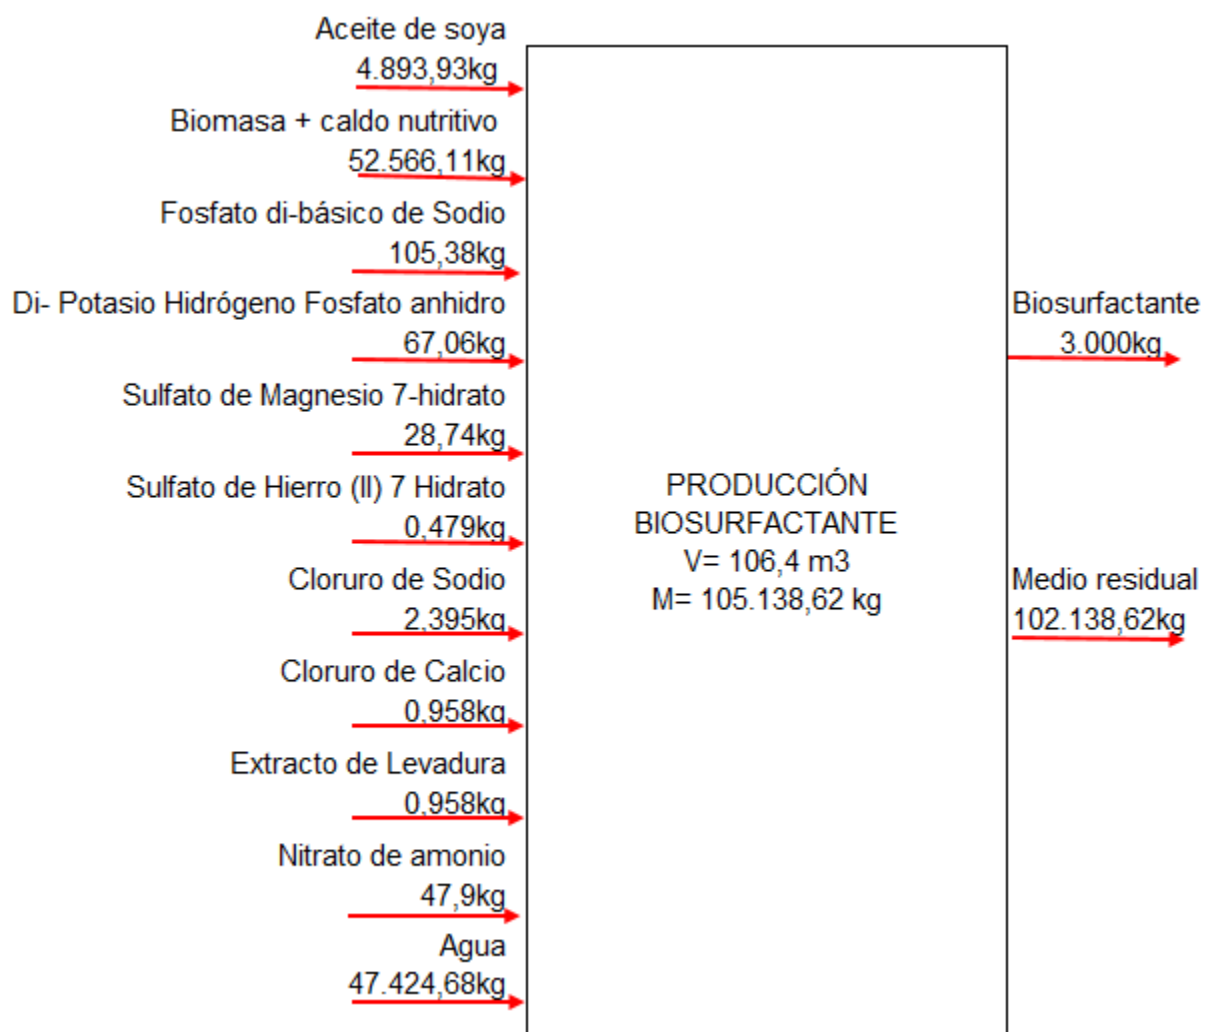 Aceite de soya
4.893,93kg
Biomasa + caldo nutritivo
52.566,11kg
Fosfato di-básico de Sodio
105,38kg
Di- Potasio Hidrógeno Fosfato anhidro
67,06kg
Sulfato de Magnesio 7-hidrato
28,74kg
Sulfato de Hierro (II) 7 Hidrato
0,479kg
Cloruro de Sodio
2,395kg
Cloruro de Calcio
0,958kg
Extracto de Levadura
0,958kg
Nitrato de amonio
47,9kg
Agua
47.424,68kg
PRODUCCIÓN
BIOSURFACTANTE
V= 106,4 m3
M= 105.138,62 kg
Biosurfactante
3.000kg
Medio residual
102.138,62kg